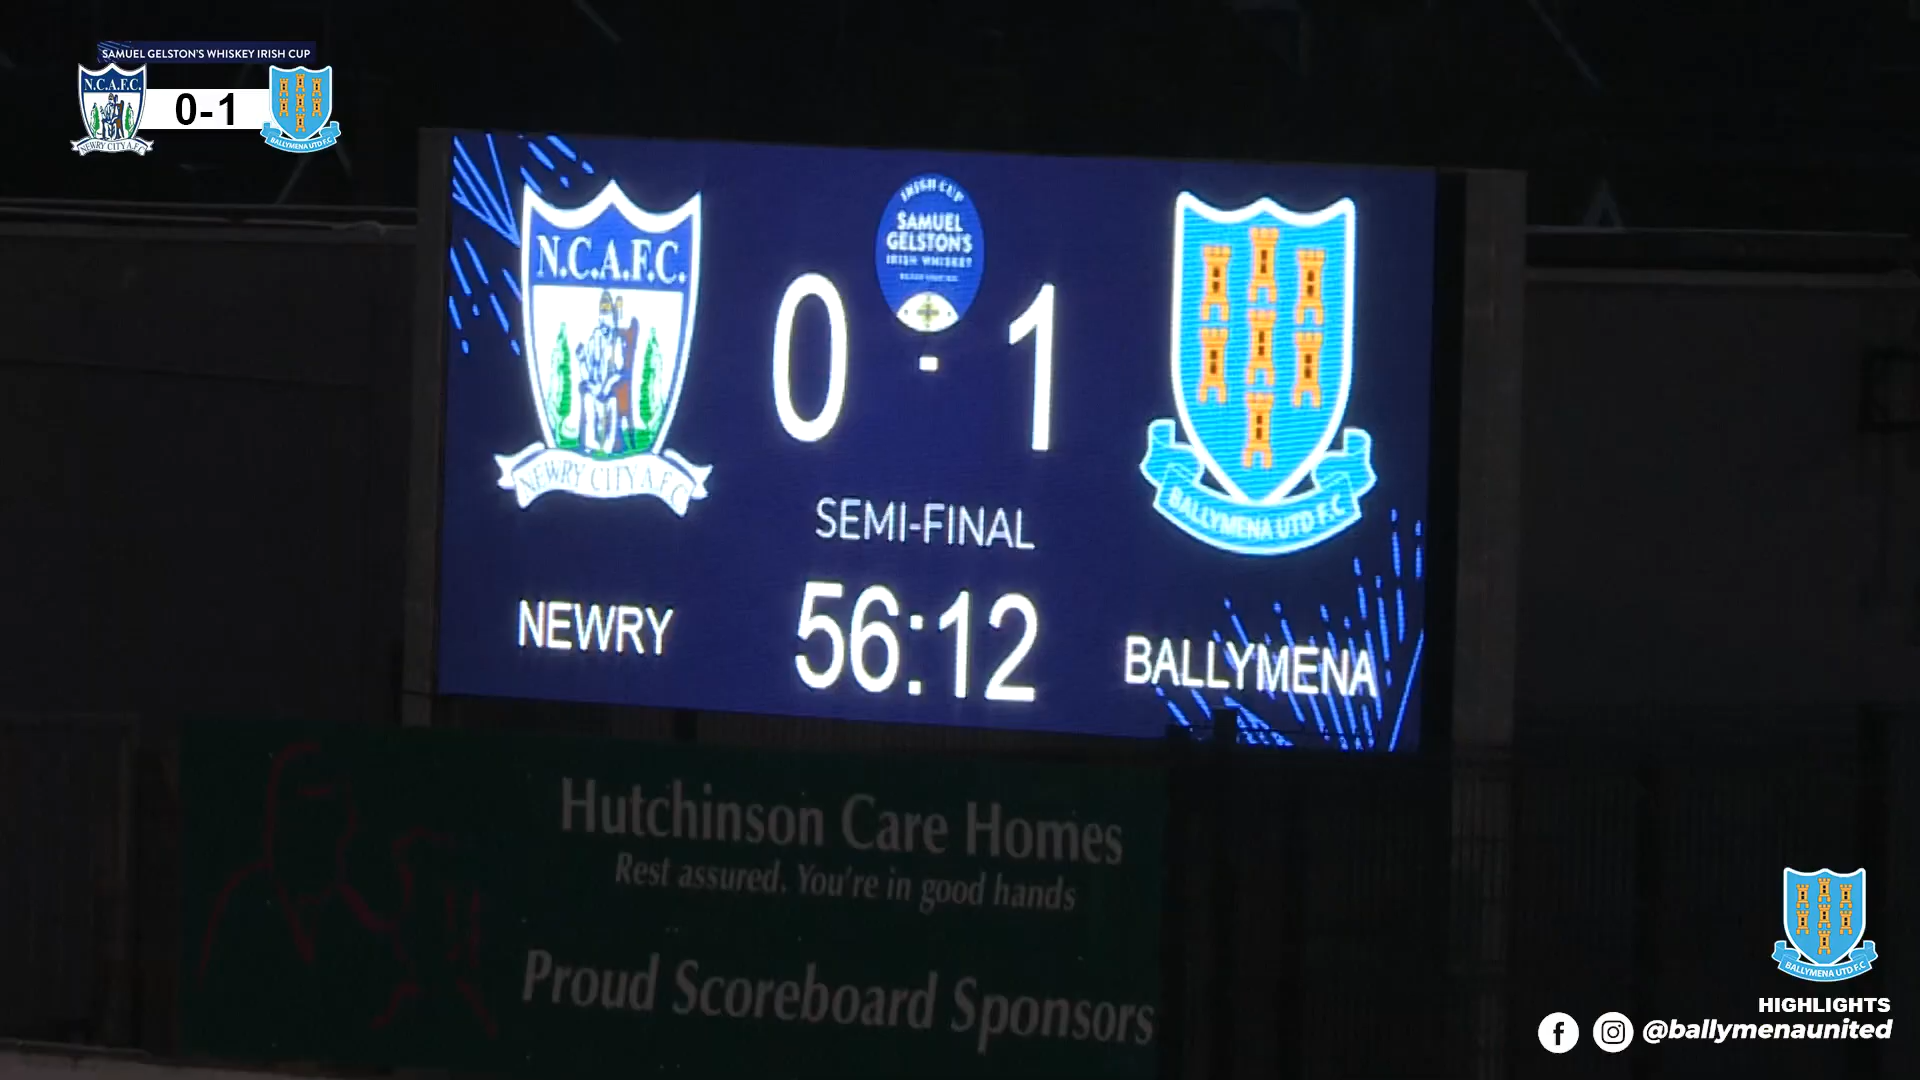 SAMUEL GELSTON'S WHISKEY IRISH CUP
N.C.A.F.C.
0-1
NEWRY CITY A.F.C
BALLYMENA UTD F.C
IRISH CUP
SAMUEL
GELSTON'S
IRISH WHISKEY
N.C.A.F.C.
0 - 1
NEWRY CITY A.F.C
BALLYMENA UTD F.C
SEMI-FINAL
NEWRY
56:12
BALLYMENA
Hutchinson Care Homes
Rest assured. You're in good hands
Proud Scoreboard Sponsors
BALLYMENA UTD F.C
HIGHLIGHTS
@ballymenaunited